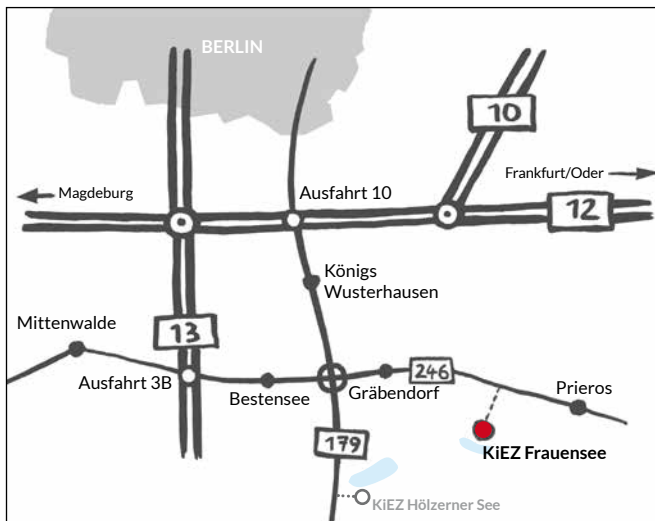 BERLIN
10
Frankfurt/Oder
Magdeburg
Ausfahrt 10
12
Königs
Wusterhausen
Mittenwalde
13
Ausfahrt 3B
Bestensee
Gräbendorf
246
Prieros
179
KiEZ Frauensee
KiEZ Hölzerner See